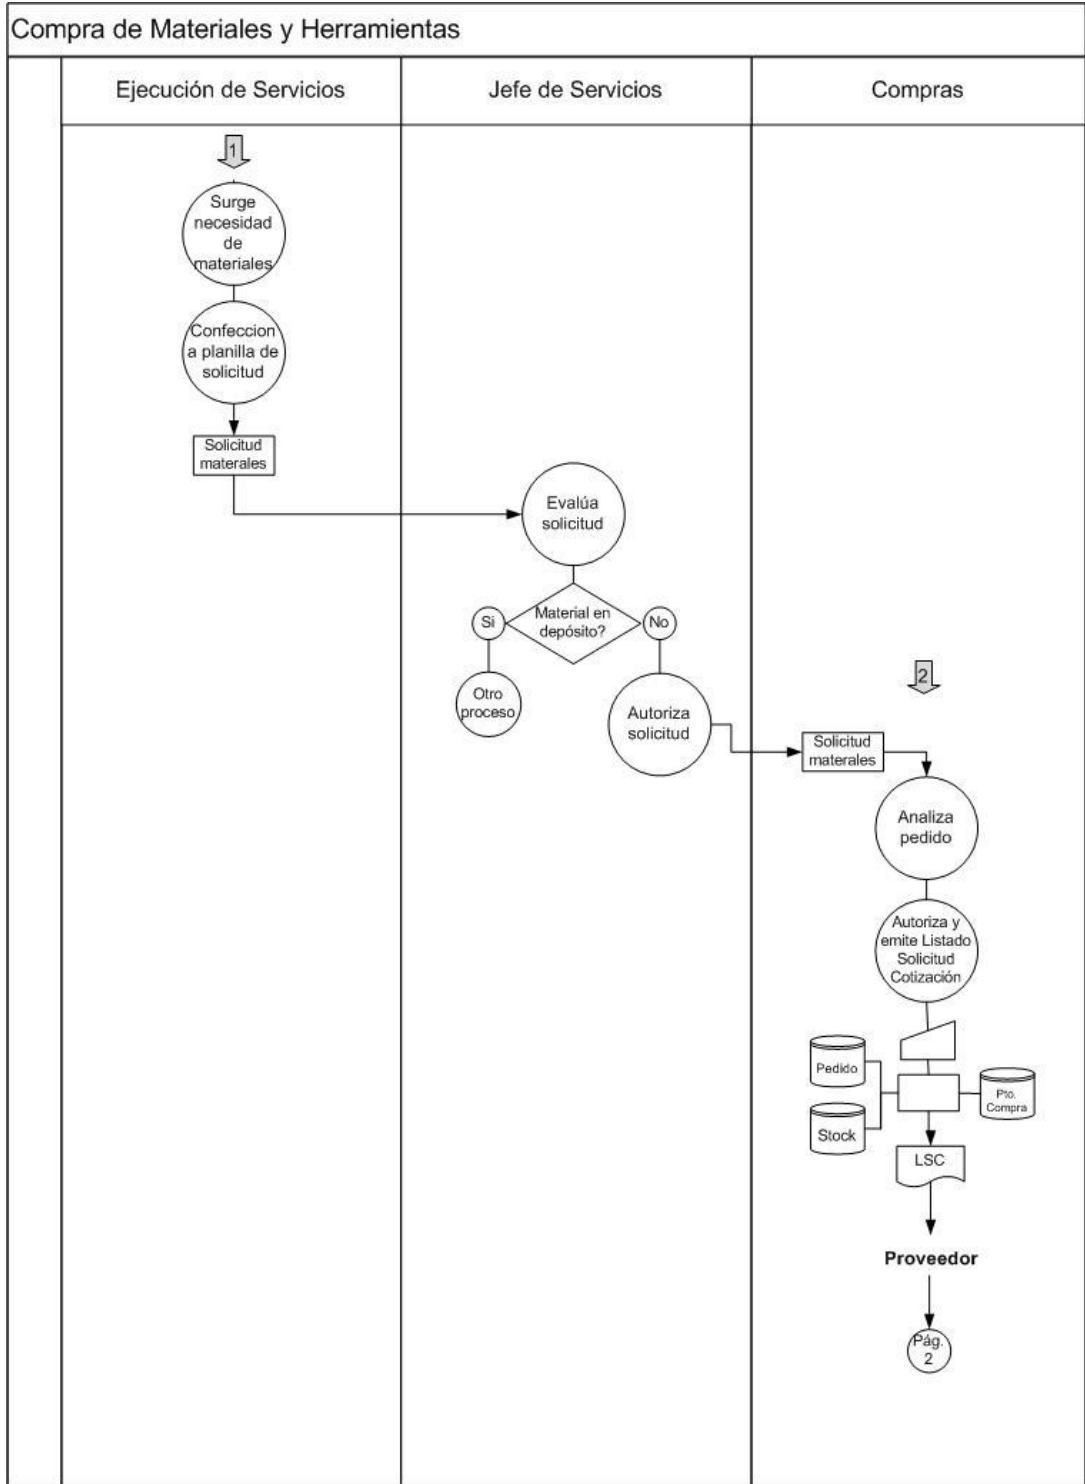 Compra de Materiales y Herramientas
Ejecución de Servicios
Jefe de Servicios
Compras
1
Surge
necesidad
de
materiales
Confeccion
a planilla de
solicitud
Solicitud
materales
Evalúa
solicitud
Material en
depósito?
Si
No
Otro
proceso
Autoriza
solicitud
2
Solicitud
materales
Analiza
pedido
Autoriza y
emite Listado
Solicitud
Cotización
Pedido
Stock
Pto.
Compra
LSC
Proveedor
Pág.
2